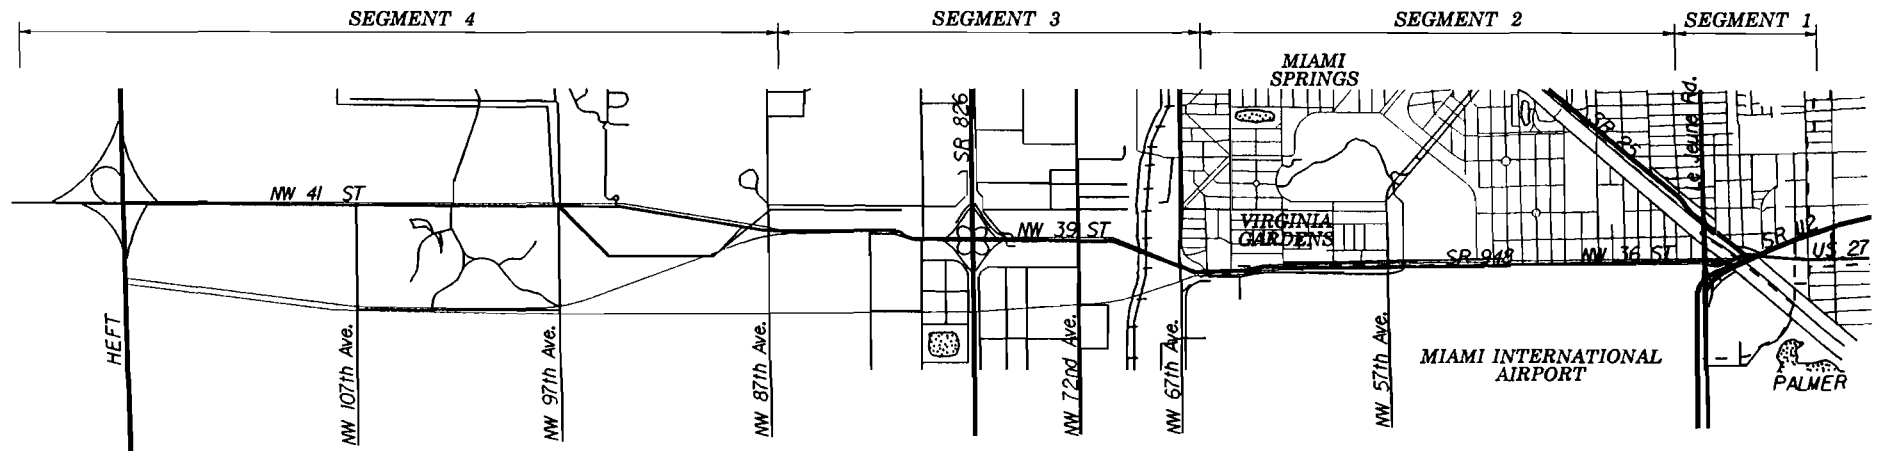 SEGMENT 4
SEGMENT 3
SEGMENT 2
SEGMENT 1
MIAMI
SPRINGS
SR 826
Le Jeune Rd.
SR 25
NW 41 ST
NW 39 ST
VIRGINIA
GARDENS
SR 948
NW 36 ST
SR 112
US 27
HEFT
NW 107th Ave.
NW 97th Ave.
NW 87th Ave.
NW 72nd Ave.
NW 67th Ave.
NW 57th Ave.
MIAMI INTERNATIONAL
AIRPORT
PALMER